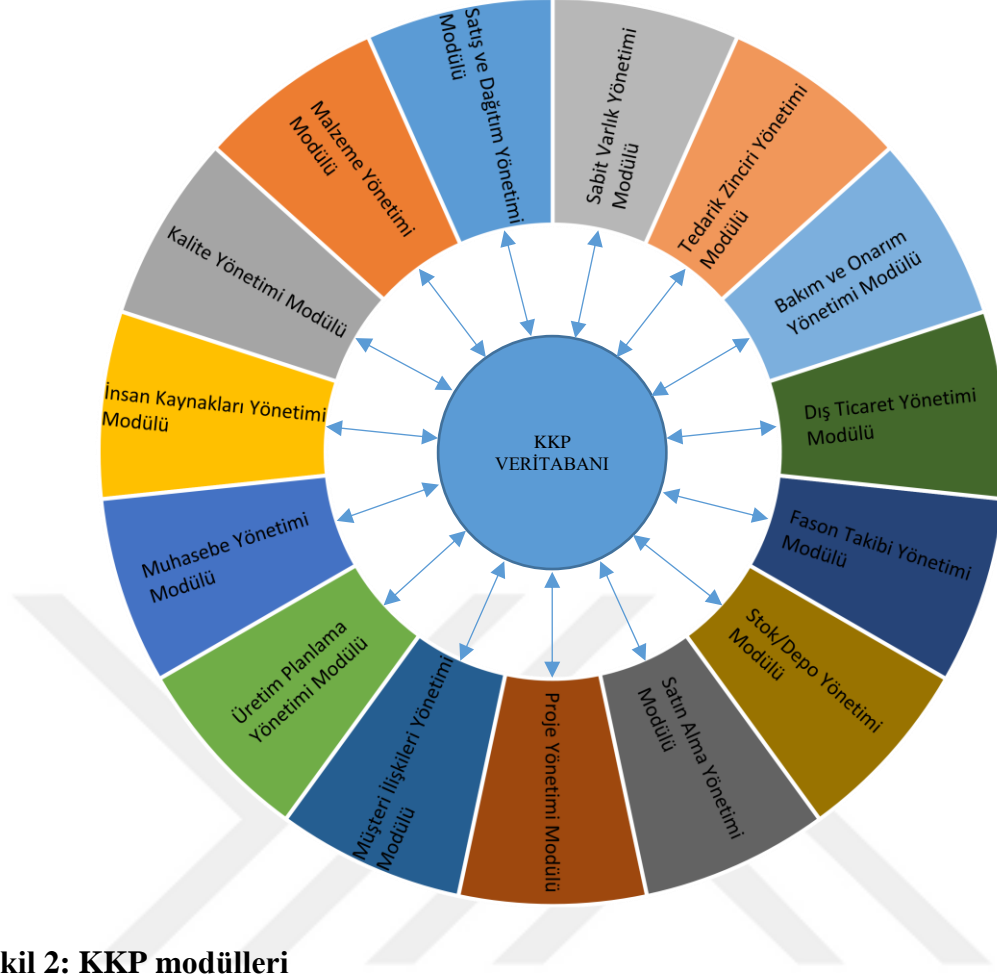 Sabit Varlık Yönetimi
Modülü
Tedarik Zinciri Yönetimi
Modülü
Bakım ve Onarım
Yönetimi Modülü
Dış Ticaret Yönetimi
Modülü
Fason Takibi Yönetimi
Modülü
Stok/Depo Yönetimi
Modülü
Satın Alma Yönetimi
Modülü
Proje Yönetimi Modülü
Müşteri İlişkileri Yönetimi
Modülü
Üretim Planlama
Yönetimi Modülü
Muhasebe Yönetimi
Modülü
İnsan Kaynakları Yönetimi
Modülü
Kalite Yönetimi Modülü
Malzeme Yönetimi
Modülü
Satış ve Dağıtım Yönetimi
Modülü
KKP
VERİTABANI
kil 2: KKP modülleri